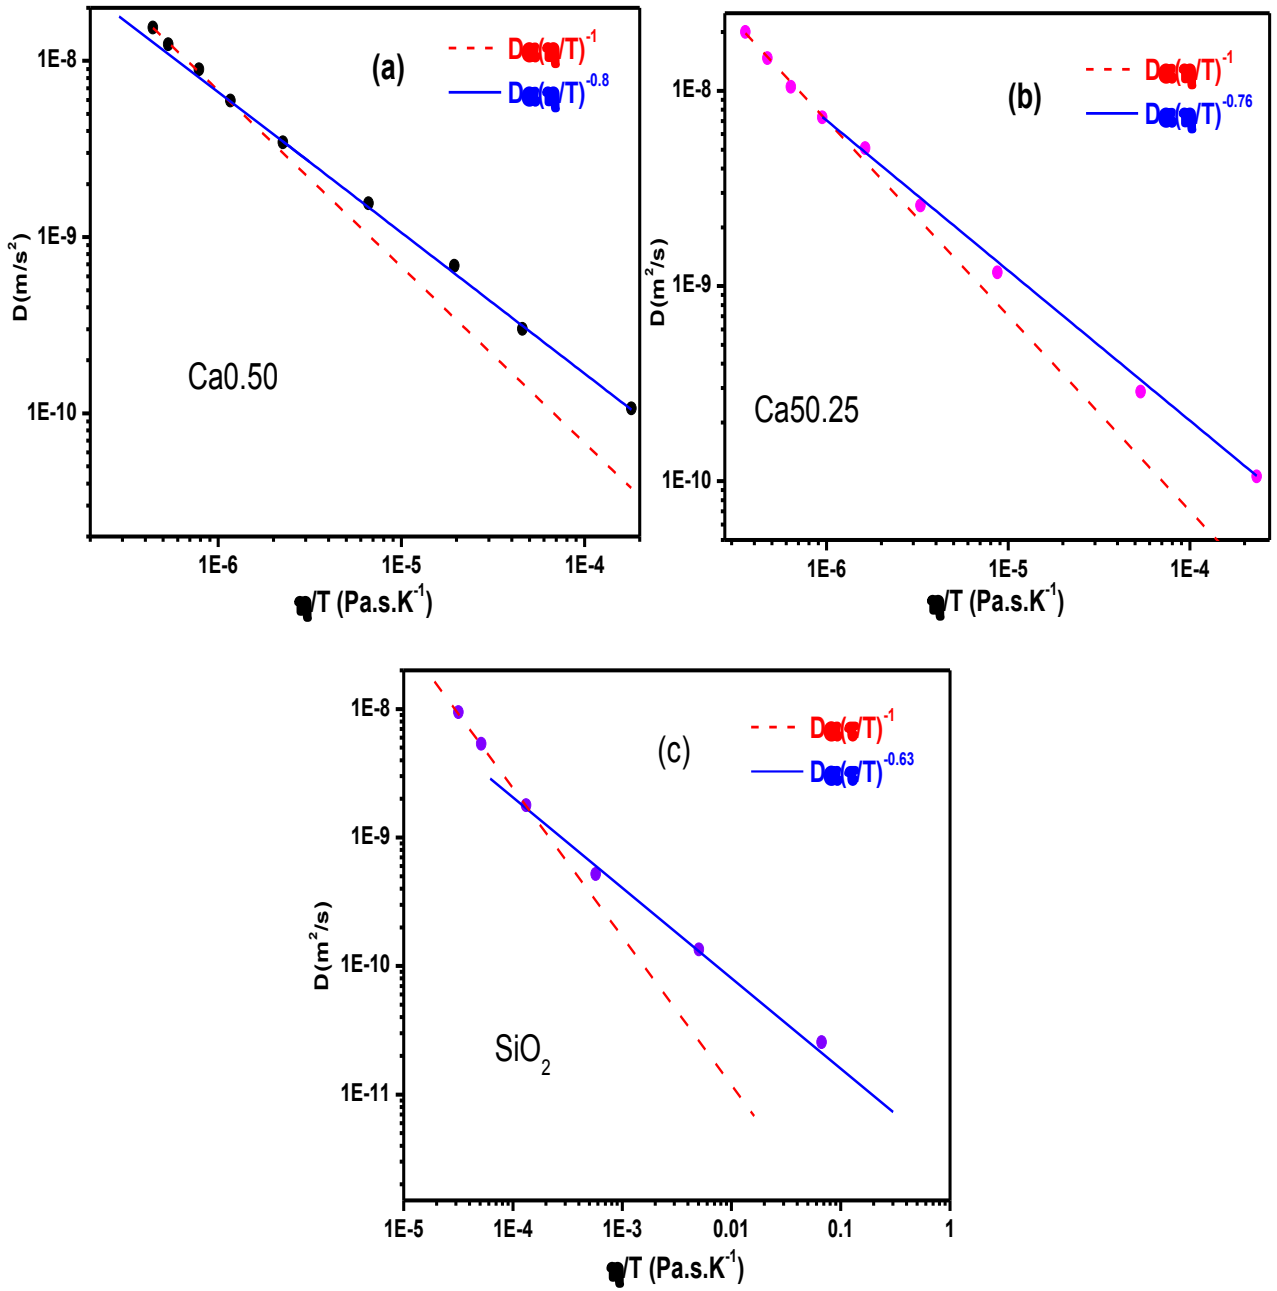 (a)
D (/T)^-1
D (/T)^-0.8
1E-8
1E-9
1E-10
D(m/s²)
Ca0.50
1E-6 1E-5 1E-4
/T (Pa.s.K^-1)
(b)
D (/T)^-1
D (/T)^-0.76
1E-8
1E-9
1E-10
D(m²/s)
Ca50.25
1E-6 1E-5 1E-4
/T (Pa.s.K^-1)
(c)
D (/T)^-1
D (/T)^-0.63
1E-8
1E-9
1E-10
1E-11
D(m²/s)
SiO₂
1E-5 1E-4 1E-3 0.01 0.1 1
/T (Pa.s.K^-1)